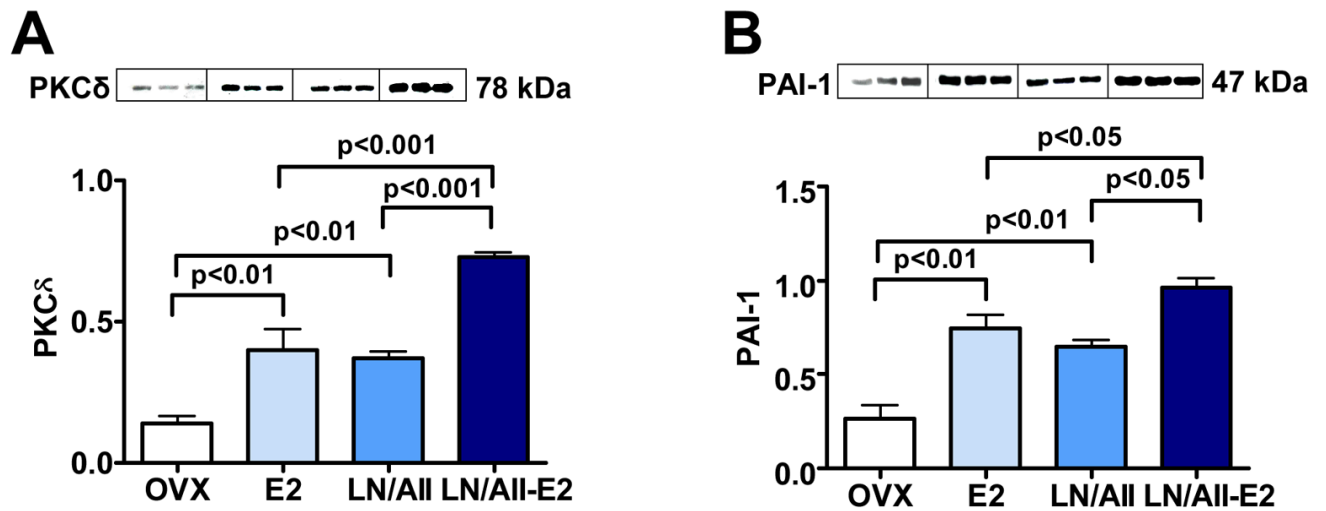 A
PKCδ 78 kDa
p<0.001
p<0.001
p<0.01
p<0.01
1.0
0.5
0.0
PKCδ
OVX E2 LN/AII LN/AII-E2
B
PAI-1 47 kDa
p<0.05
p<0.05
p<0.01
p<0.01
1.5
1.0
0.5
0.0
PAI-1
OVX E2 LN/AII LN/AII-E2